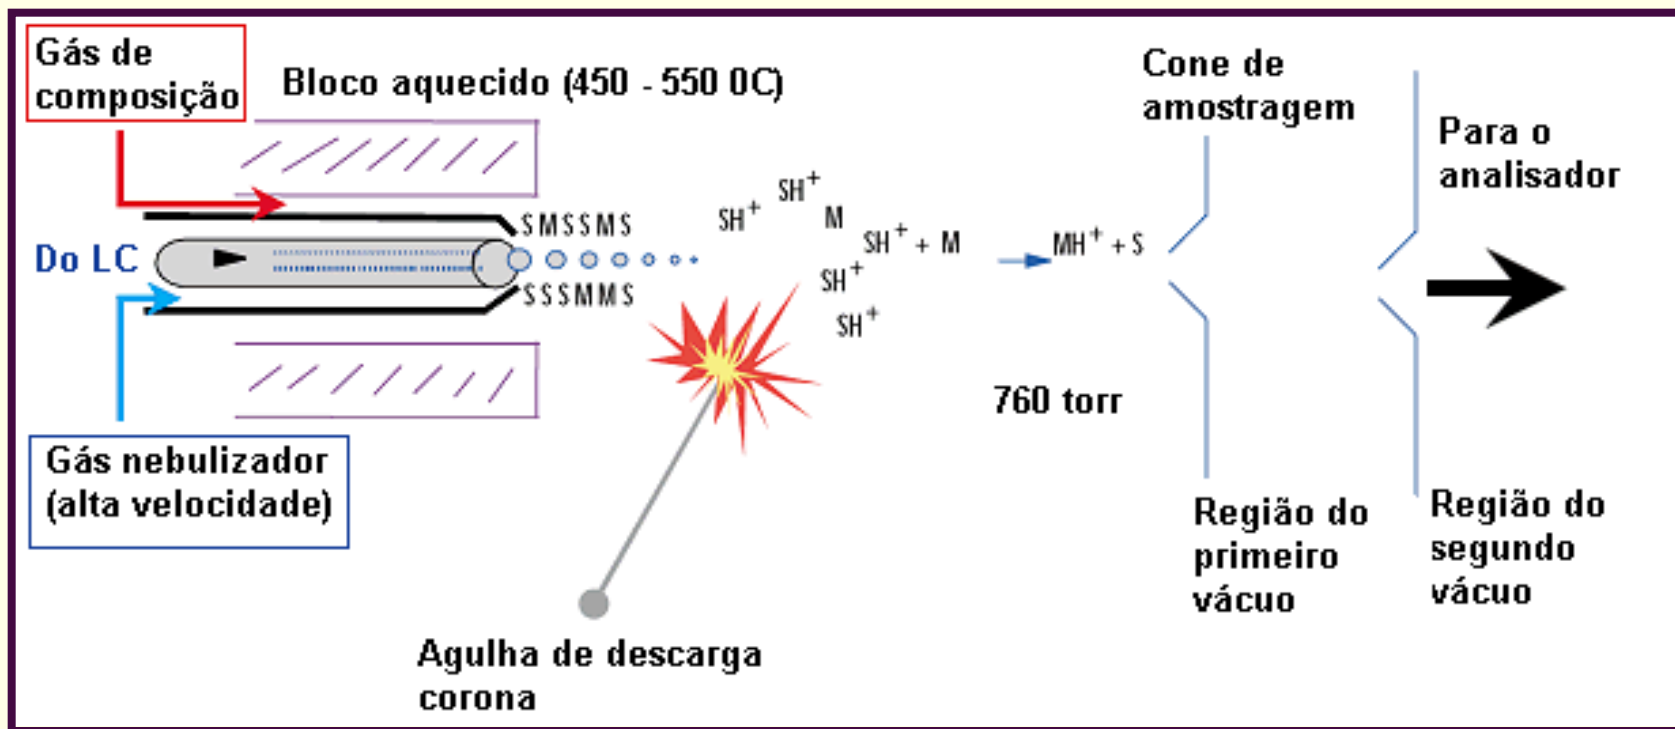 Gás de
composição
Bloco aquecido (450 - 550 0C)
Cone de
amostragem
Para o
analisador
Do LC
S M S S M S
S S S M M S
SH+
SH+
M
SH+ + M
SH+
SH+
MH+ + S
760 torr
Gás nebulizador
(alta velocidade)
Agulha de descarga
corona
Região do
primeiro
vácuo
Região do
segundo
vácuo